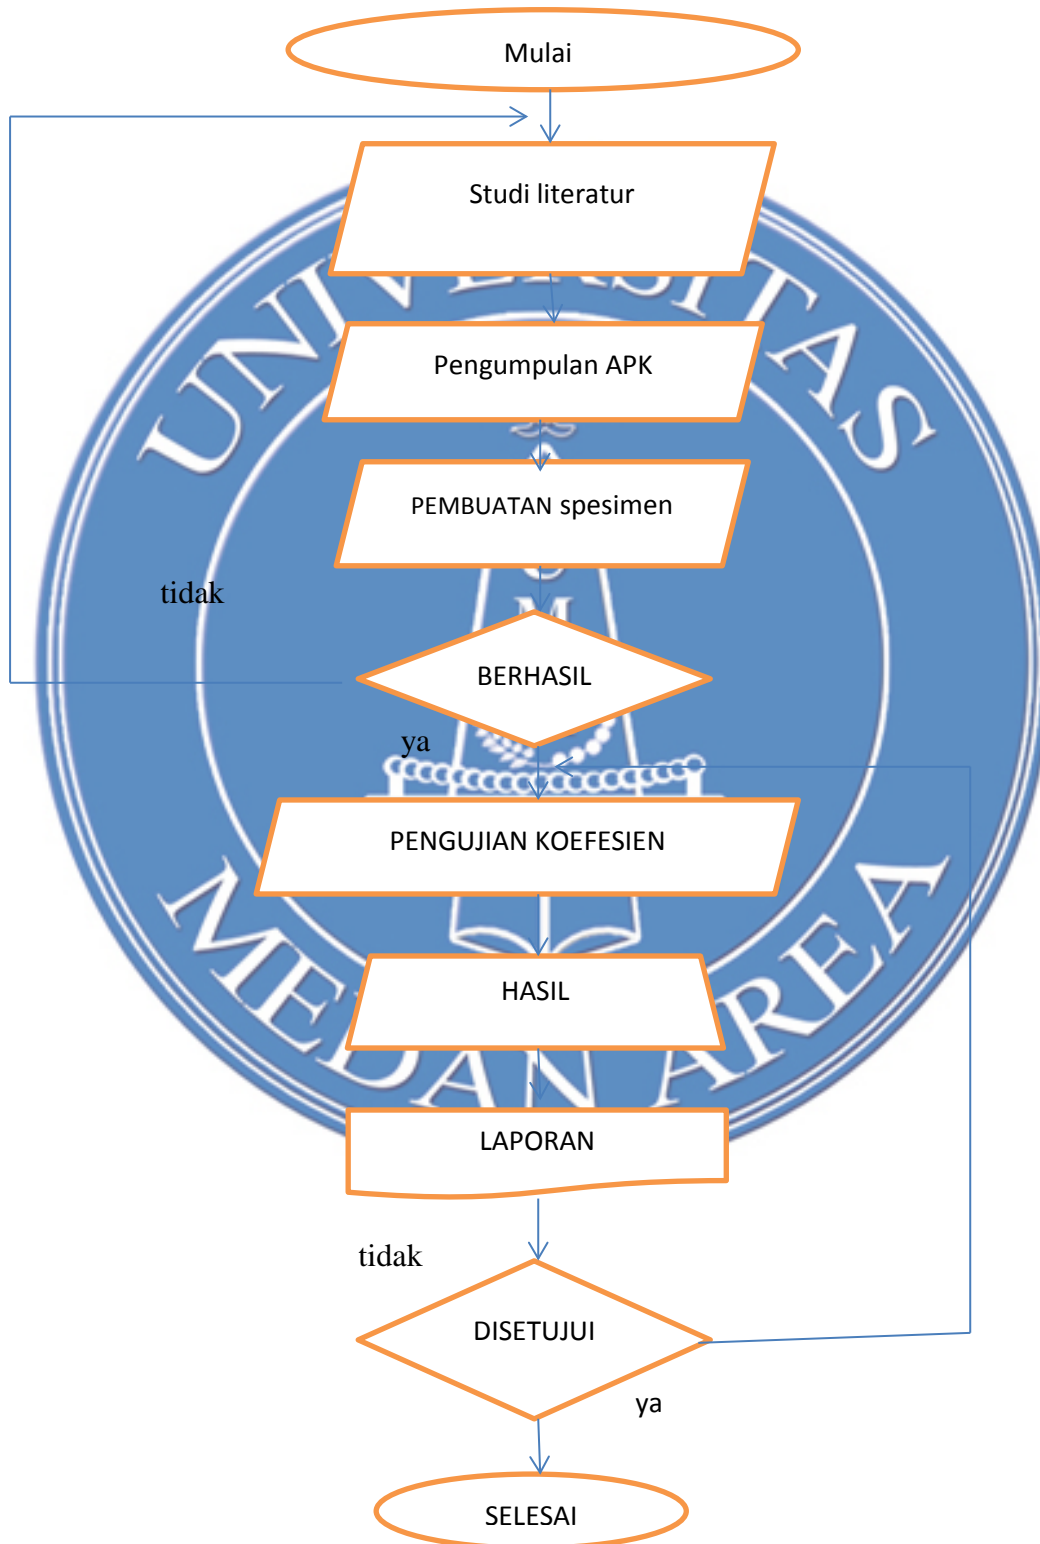 Mulai
Studi literatur
UNIVERSITAS
Pengumpulan APK
PEMBUATAN spesimen
tidak
M
BERHASIL
ya
PENGUJIAN KOEFESIEN
HASIL
MEDAN AREA
LAPORAN
tidak
DISETUJUI
ya
SELESAI